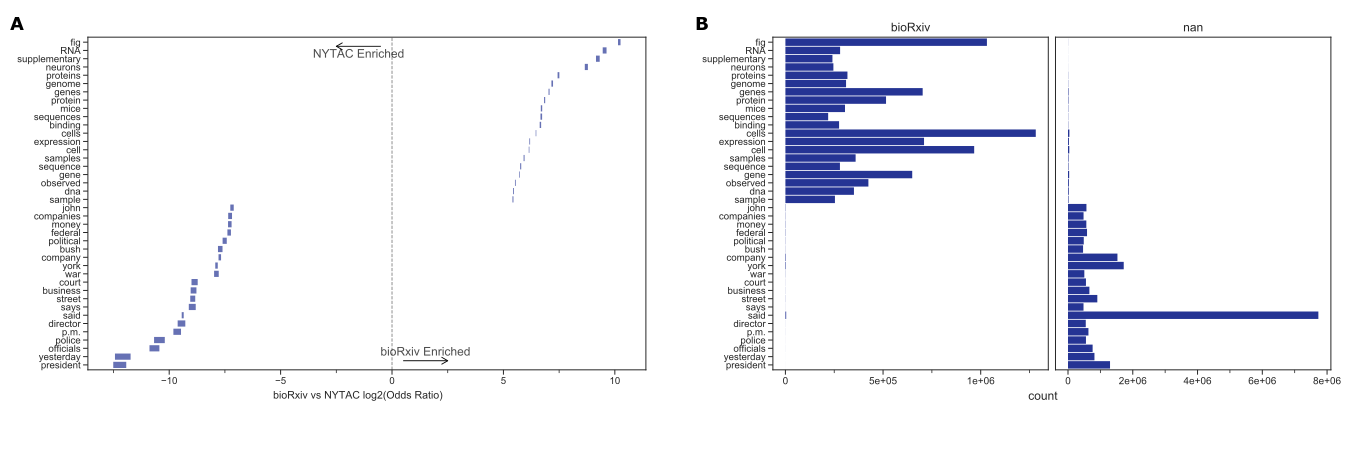 A
fig
RNA
supplementary
neurons
proteins
genome
genes
protein
mice
sequences
binding
cells
expression
cell
samples
sequence
gene
observed
dna
sample
john
companies
money
federal
political
bush
company
york
war
court
business
street
says
said
director
p.m.
police
officials
yesterday
president
NYTAC Enriched
bioRxiv Enriched
−10
−5
0
5
10
bioRxiv vs NYTAC log2(Odds Ratio)
B
bioRxiv
nan
fig
RNA
supplementary
neurons
proteins
genome
genes
protein
mice
sequences
binding
cells
expression
cell
samples
sequence
gene
observed
dna
sample
john
companies
money
federal
political
bush
company
york
war
court
business
street
says
said
director
p.m.
police
officials
yesterday
president
0
5e+05
1e+06
0
2e+06
4e+06
6e+06
8e+06
count